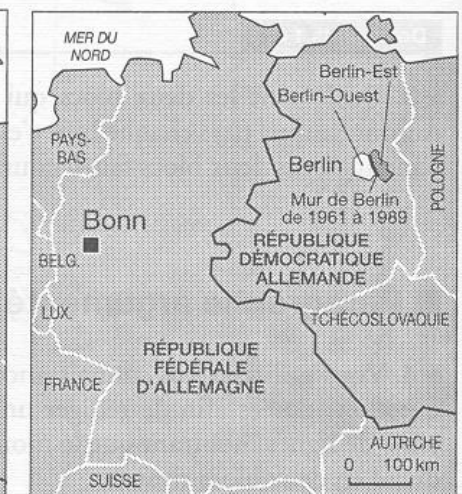 MER DU
NORD
Berlin-Est
Berlin-Ouest
PAYS-
BAS
Berlin
POLOGNE
Mur de Berlin
de 1961 à 1989
Bonn
RÉPUBLIQUE
DÉMOCRATIQUE
ALLEMANDE
BELG.
LUX.
TCHÉCOSLOVAQUIE
RÉPUBLIQUE
FÉDÉRALE
D'ALLEMAGNE
FRANCE
AUTRICHE
0 100 km
SUISSE